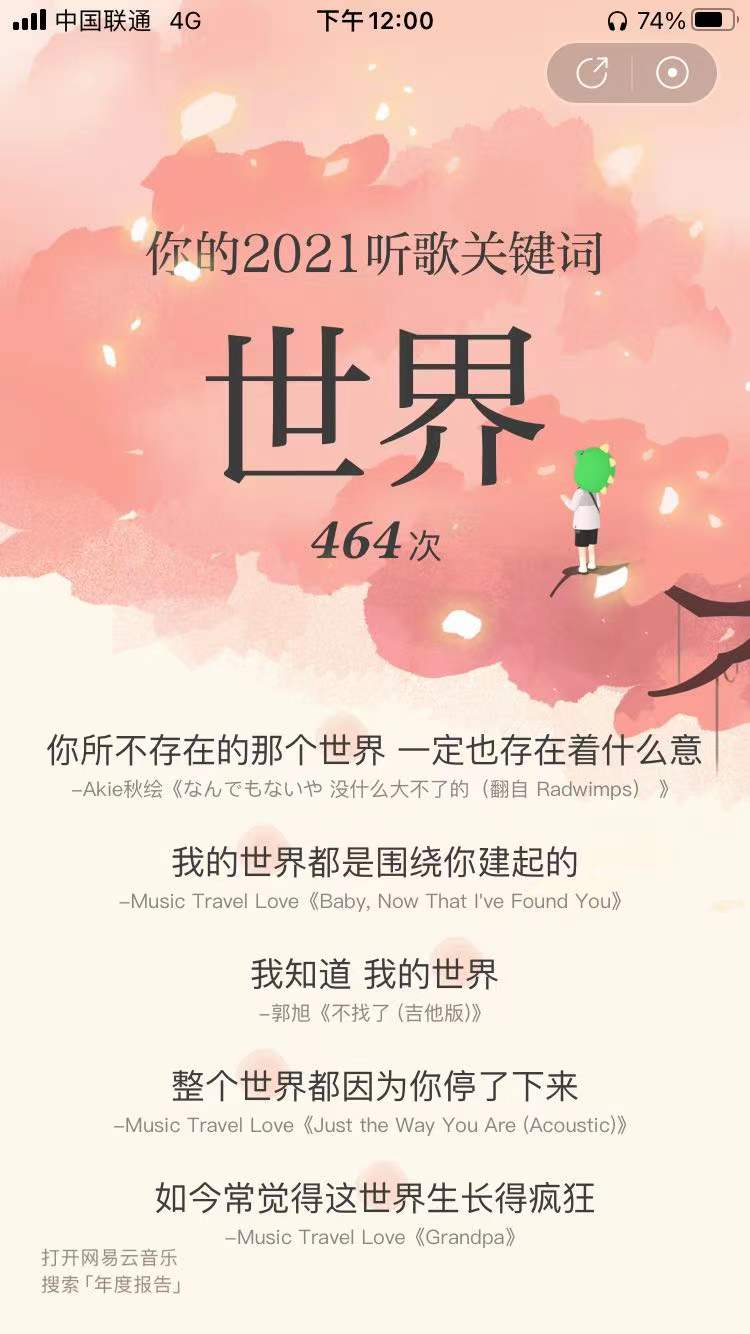 中国联通 4G 下午12:00 74%
你的2021听歌关键词
世界
464次
你所不存在的那个世界 一定也存在着什么意
-Akie秋绘《なんでもないや 没什么大不了的（翻自 Radwimps） 》
我的世界都是围绕你建起的
-Music Travel Love《Baby, Now That I've Found You》
我知道 我的世界
-郭旭《不找了 (吉他版)》
整个世界都因为你停了下来
-Music Travel Love《Just the Way You Are (Acoustic)》
如今常觉得这世界生长得疯狂
-Music Travel Love《Grandpa》
打开网易云音乐
搜索「年度报告」